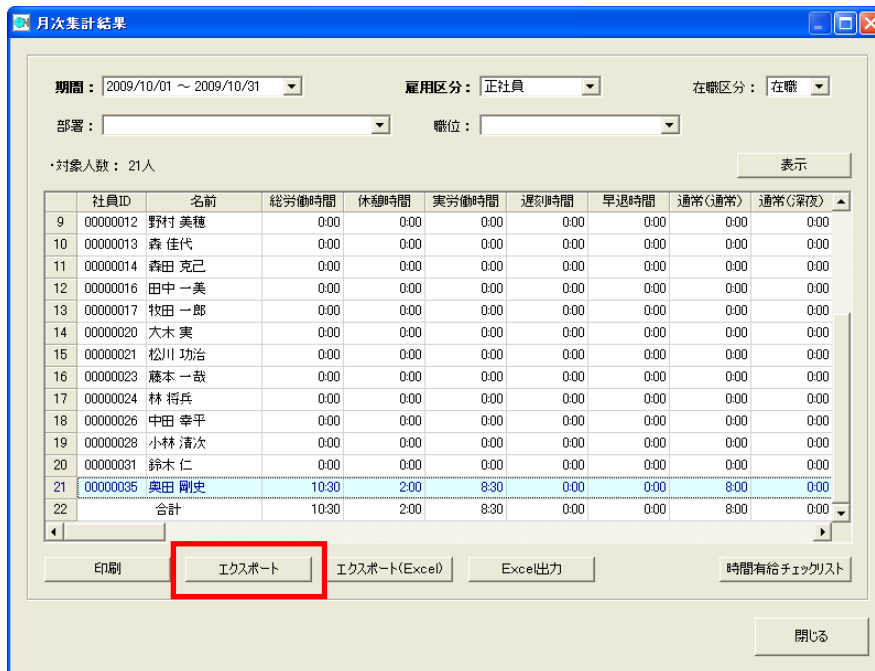 月次集計結果
期間： 2009/10/01 ～ 2009/10/31 雇用区分： 正社員 在職区分： 在職
部署： 職位：
・対象人数： 21人 表示
社員ID 名前 総労働時間 休憩時間 実労働時間 遅刻時間 早退時間 通常(通常) 通常(深夜)
9 00000012 野村 美穂 0:00 0:00 0:00 0:00 0:00 0:00 0:00
10 00000013 森 佳代 0:00 0:00 0:00 0:00 0:00 0:00 0:00
11 00000014 森田 克己 0:00 0:00 0:00 0:00 0:00 0:00 0:00
12 00000016 田中 一美 0:00 0:00 0:00 0:00 0:00 0:00 0:00
13 00000017 牧田 一郎 0:00 0:00 0:00 0:00 0:00 0:00 0:00
14 00000020 大木 実 0:00 0:00 0:00 0:00 0:00 0:00 0:00
15 00000021 松川 功治 0:00 0:00 0:00 0:00 0:00 0:00 0:00
16 00000023 藤本 一哉 0:00 0:00 0:00 0:00 0:00 0:00 0:00
17 00000024 林 将兵 0:00 0:00 0:00 0:00 0:00 0:00 0:00
18 00000026 中田 幸平 0:00 0:00 0:00 0:00 0:00 0:00 0:00
19 00000028 小林 清次 0:00 0:00 0:00 0:00 0:00 0:00 0:00
20 00000031 鈴木 仁 0:00 0:00 0:00 0:00 0:00 0:00 0:00
21 00000035 奥田 剛史 10:30 2:00 8:30 0:00 0:00 8:00 0:00
22 合計 10:30 2:00 8:30 0:00 0:00 8:00 0:00
印刷 エクスポート エクスポート(Excel) Excel出力 時間有給チェックリスト
閉じる